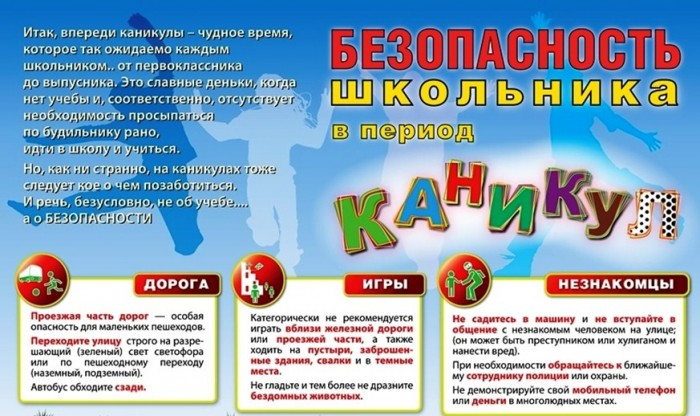 Итак, впереди каникулы – чудное время,
которое так ожидаемо каждым
школьником.. от первоклассника
до выпусника. Это славные деньки, когда
нет учебы и, соответственно, отсутствует
необходимость просыпаться
по будильнику рано,
идти в школу и учиться.
Но, как ни странно, на каникулах тоже
следует кое о чем позаботиться.
И речь, безусловно, не об учебе....
а о БЕЗОПАСНОСТИ
БЕЗОПАСНОСТЬ
ШКОЛЬНИКА
В ПЕРИОД
КАНИКУЛ
ДОРОГА
Проезжая часть дорог — особая
опасность для маленьких пешеходов.
Переходите улицу строго на разре-
шающий (зеленый) свет светофора
или по пешеходному переходу
(наземный, подземный).
Автобус обходите сзади.
ИГРЫ
Категорически не рекомендуется
играть вблизи железной дороги
или проезжей части, а также
ходить на пустыри, заброшен-
ные здания, свалки и в темные
места.
Не гладьте и тем более не дразните
бездомных животных.
НЕЗНАКОМЦЫ
Не садитесь в машину и не вступайте в
общение с незнакомым человеком на улице;
(он может быть преступником или хулиганом и
нанести вред).
При необходимости обращайтесь к ближайше-
му сотруднику полиции или охраны.
Не демонстрируйте свой мобильный телефон
или деньги в многолюдных местах.